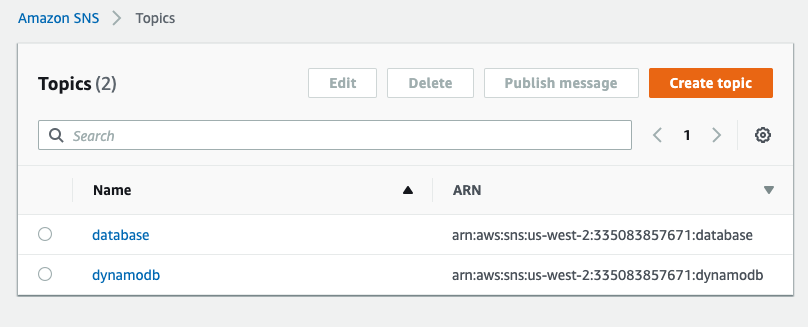 Amazon SNS > Topics
Topics (2) Edit Delete Publish message Create topic
Search 1
Name ARN
database arn:aws:sns:us-west-2:335083857671:database
dynamodb arn:aws:sns:us-west-2:335083857671:dynamodb